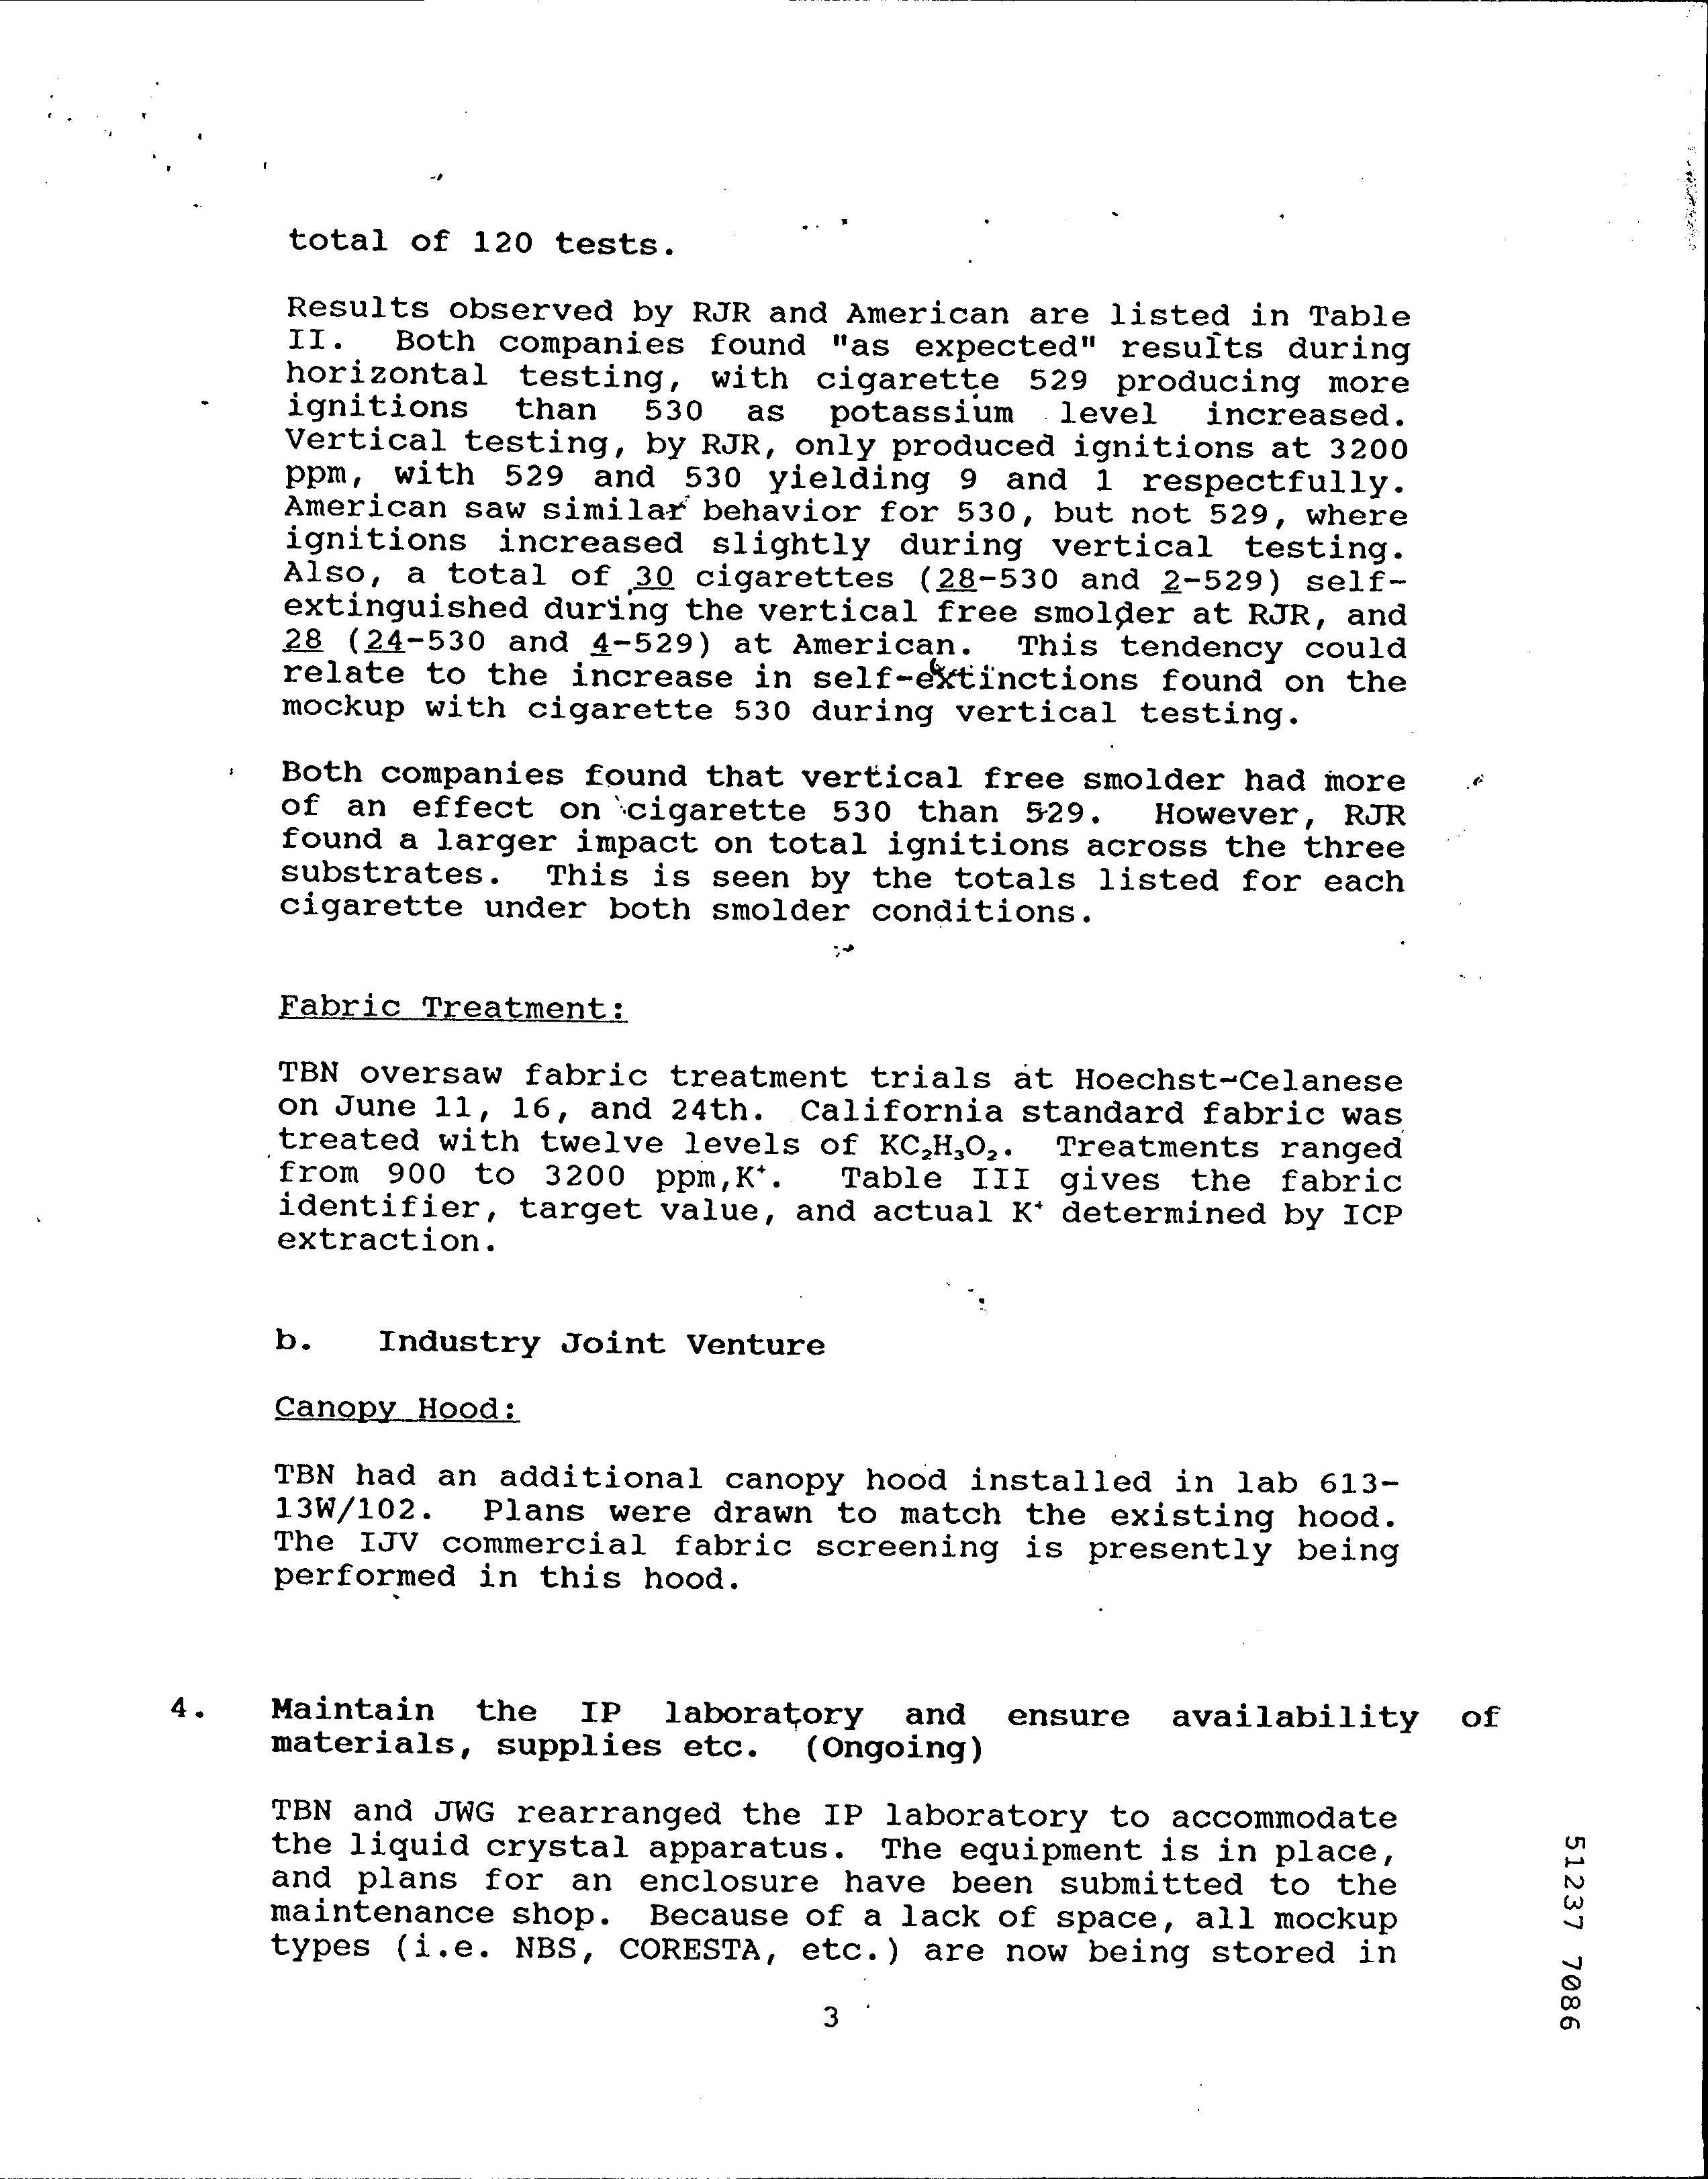 total of 120 tests.
Results observed by RJR and American are listed in Table
II. Both companies found "as expected" results during
horizontal testing, with cigarette 529 producing more
ignitions than 530 as potassium level increased.
Vertical testing, by RJR, only produced ignitions at 3200
ppm, with 529 and 530 yielding 9 and 1 respectfully.
American saw similar behavior for 530, but not 529, where
ignitions increased slightly during vertical testing.
Also, a total of 30 cigarettes (28-530 and 2-529) self-
extinguished during the vertical free smolder at RJR, and
28 (24-530 and 4-529) at American. This tendency could
relate to the increase in self-extinctions found on the
mockup with cigarette 530 during vertical testing.
Both companies found that vertical free smolder had more
of an effect on cigarette 530 than 529. However, RJR
found a larger impact on total ignitions across the three
substrates. This is seen by the totals listed for each
cigarette under both smolder conditions.
Fabric Treatment:
TBN oversaw fabric treatment trials at Hoechst-Celanese
on June 11, 16, and 24th. California standard fabric was
treated with twelve levels of KC₂H₃O₂. Treatments ranged
from 900 to 3200 ppm,K⁺. Table III gives the fabric
identifier, target value, and actual K⁺ determined by ICP
extraction.
b. Industry Joint Venture
Canopy Hood:
TBN had an additional canopy hood installed in lab 613-
13W/102. Plans were drawn to match the existing hood.
The IJV commercial fabric screening is presently being
performed in this hood.
4. Maintain the IP laboratory and ensure availability of
materials, supplies etc. (Ongoing)
TBN and JWG rearranged the IP laboratory to accommodate
the liquid crystal apparatus. The equipment is in place,
and plans for an enclosure have been submitted to the
maintenance shop. Because of a lack of space, all mockup
types (i.e. NBS, CORESTA, etc.) are now being stored in
3
51237 7086